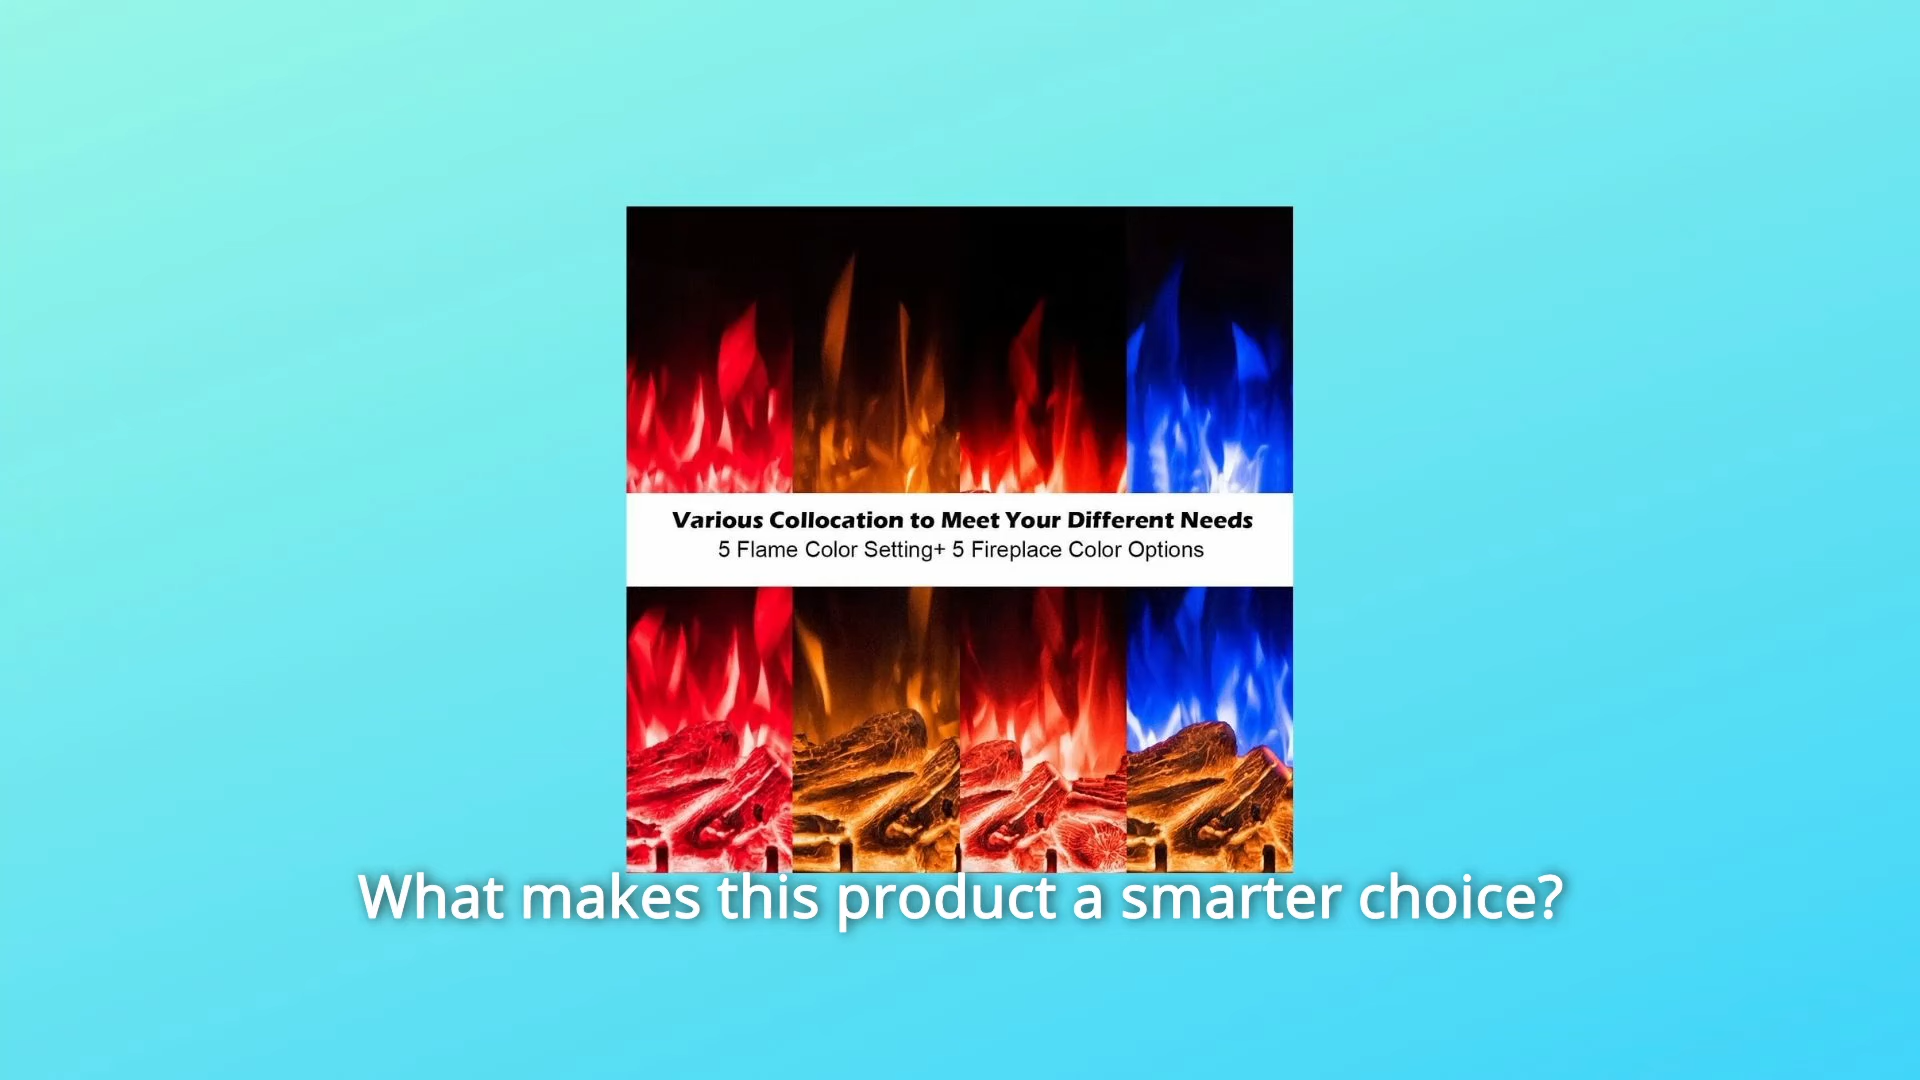 Various Collocation to Meet Your Different Needs
5 Flame Color Setting+ 5 Fireplace Color Options
What makes this product a smarter choice?